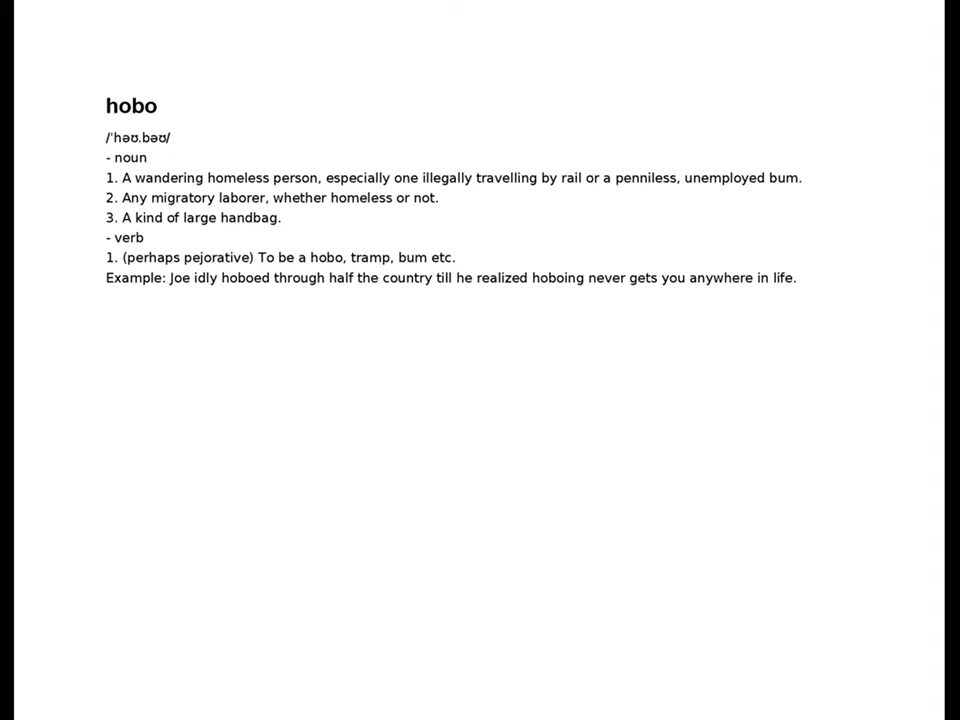 hobo
/ˈhəʊ.bəʊ/
- noun
1. A wandering homeless person, especially one illegally travelling by rail or a penniless, unemployed bum.
2. Any migratory laborer, whether homeless or not.
3. A kind of large handbag.
- verb
1. (perhaps pejorative) To be a hobo, tramp, bum etc.
Example: Joe idly hoboed through half the country till he realized hoboing never gets you anywhere in life.